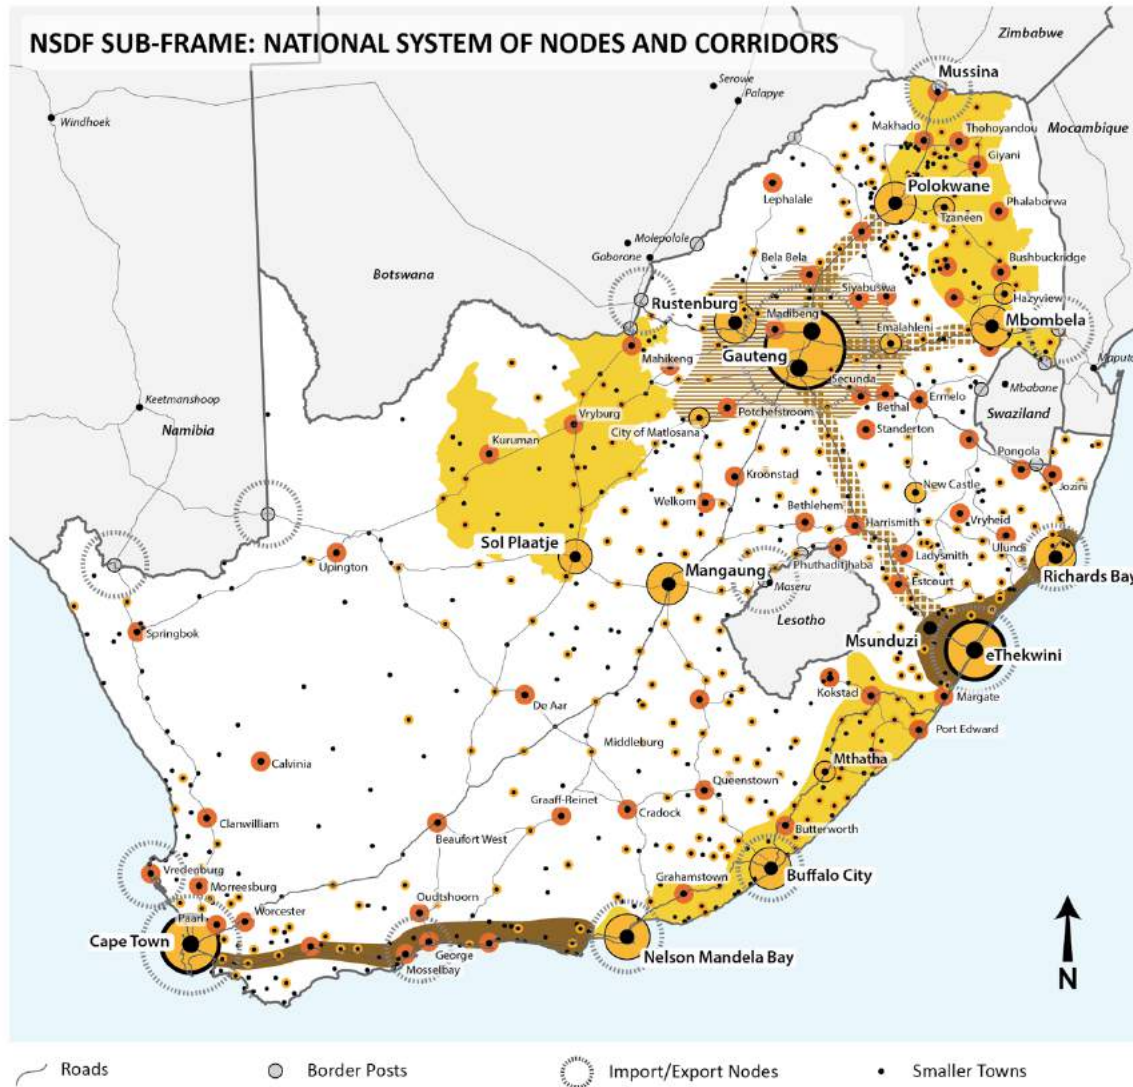 NSDF SUB-FRAME: NATIONAL SYSTEM OF NODES AND CORRIDORS
Zimbabwe
Serowe
Palapye
Mussina
Windhoek
Mocambique
Makhado
Thohoyandou
Giyani
Polokwane
Lephalale
Tzaneen
Phalaborwa
Molepolole
Gaborone
Botswana
Bela Bela
Bushbuckridge
Siyabuswa
Hazyview
Rustenburg
Madibeng
Emalahleni
Mbombela
Gauteng
Mahikeng
Maputo
Secunda
Mbabane
Keetmanshoop
Potchefstroom
Bethal
Ermelo
Swaziland
Namibia
Vryburg
City of Matlosana
Standerton
Kuruman
Pongola
Kroonstad
Jozini
New Castle
Welkom
Bethlehem
Harrismith
Vryheid
Sol Plaatje
Ulundi
Upington
Ladysmith
Phuthaditjhaba
Mangaung
Estcourt
Richards Bay
Maseru
Lesotho
Springbok
Msunduzi
eThekwini
Kokstad
Margate
De Aar
Port Edward
Middleburg
Calvinia
Mthatha
Queenstown
Graaff-Reinet
Clanwilliam
Cradock
Beaufort West
Butterworth
Vredenburg
Buffalo City
Morreesburg
Grahamstown
Oudtshoorn
Paarl
Worcester
Cape Town
George
Nelson Mandela Bay
Mosselbay
N
Roads
Border Posts
Import/Export Nodes
Smaller Towns